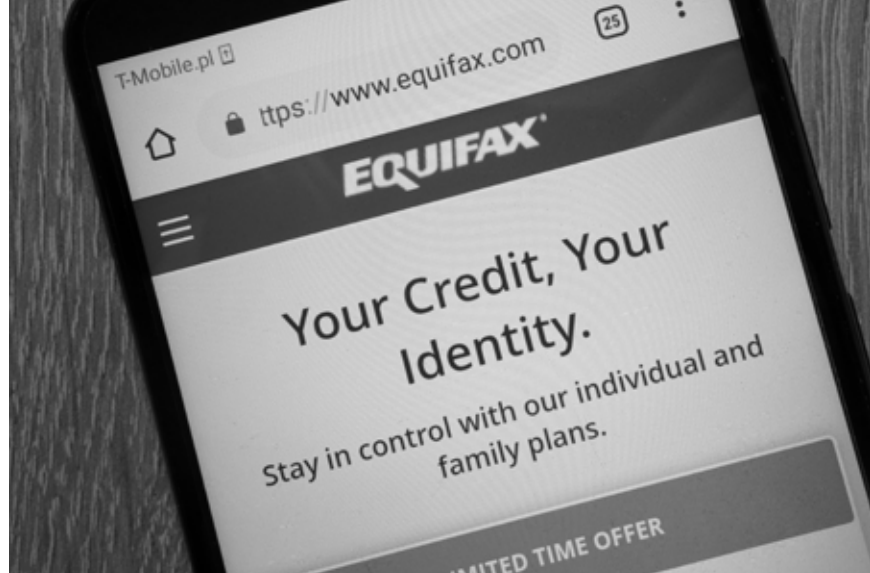 T-Mobile.pl
ttps://www.equifax.com
25
EQUIFAX
Your Credit, Your
Identity.
Stay in control with our individual and
family plans.
TIME OFFER